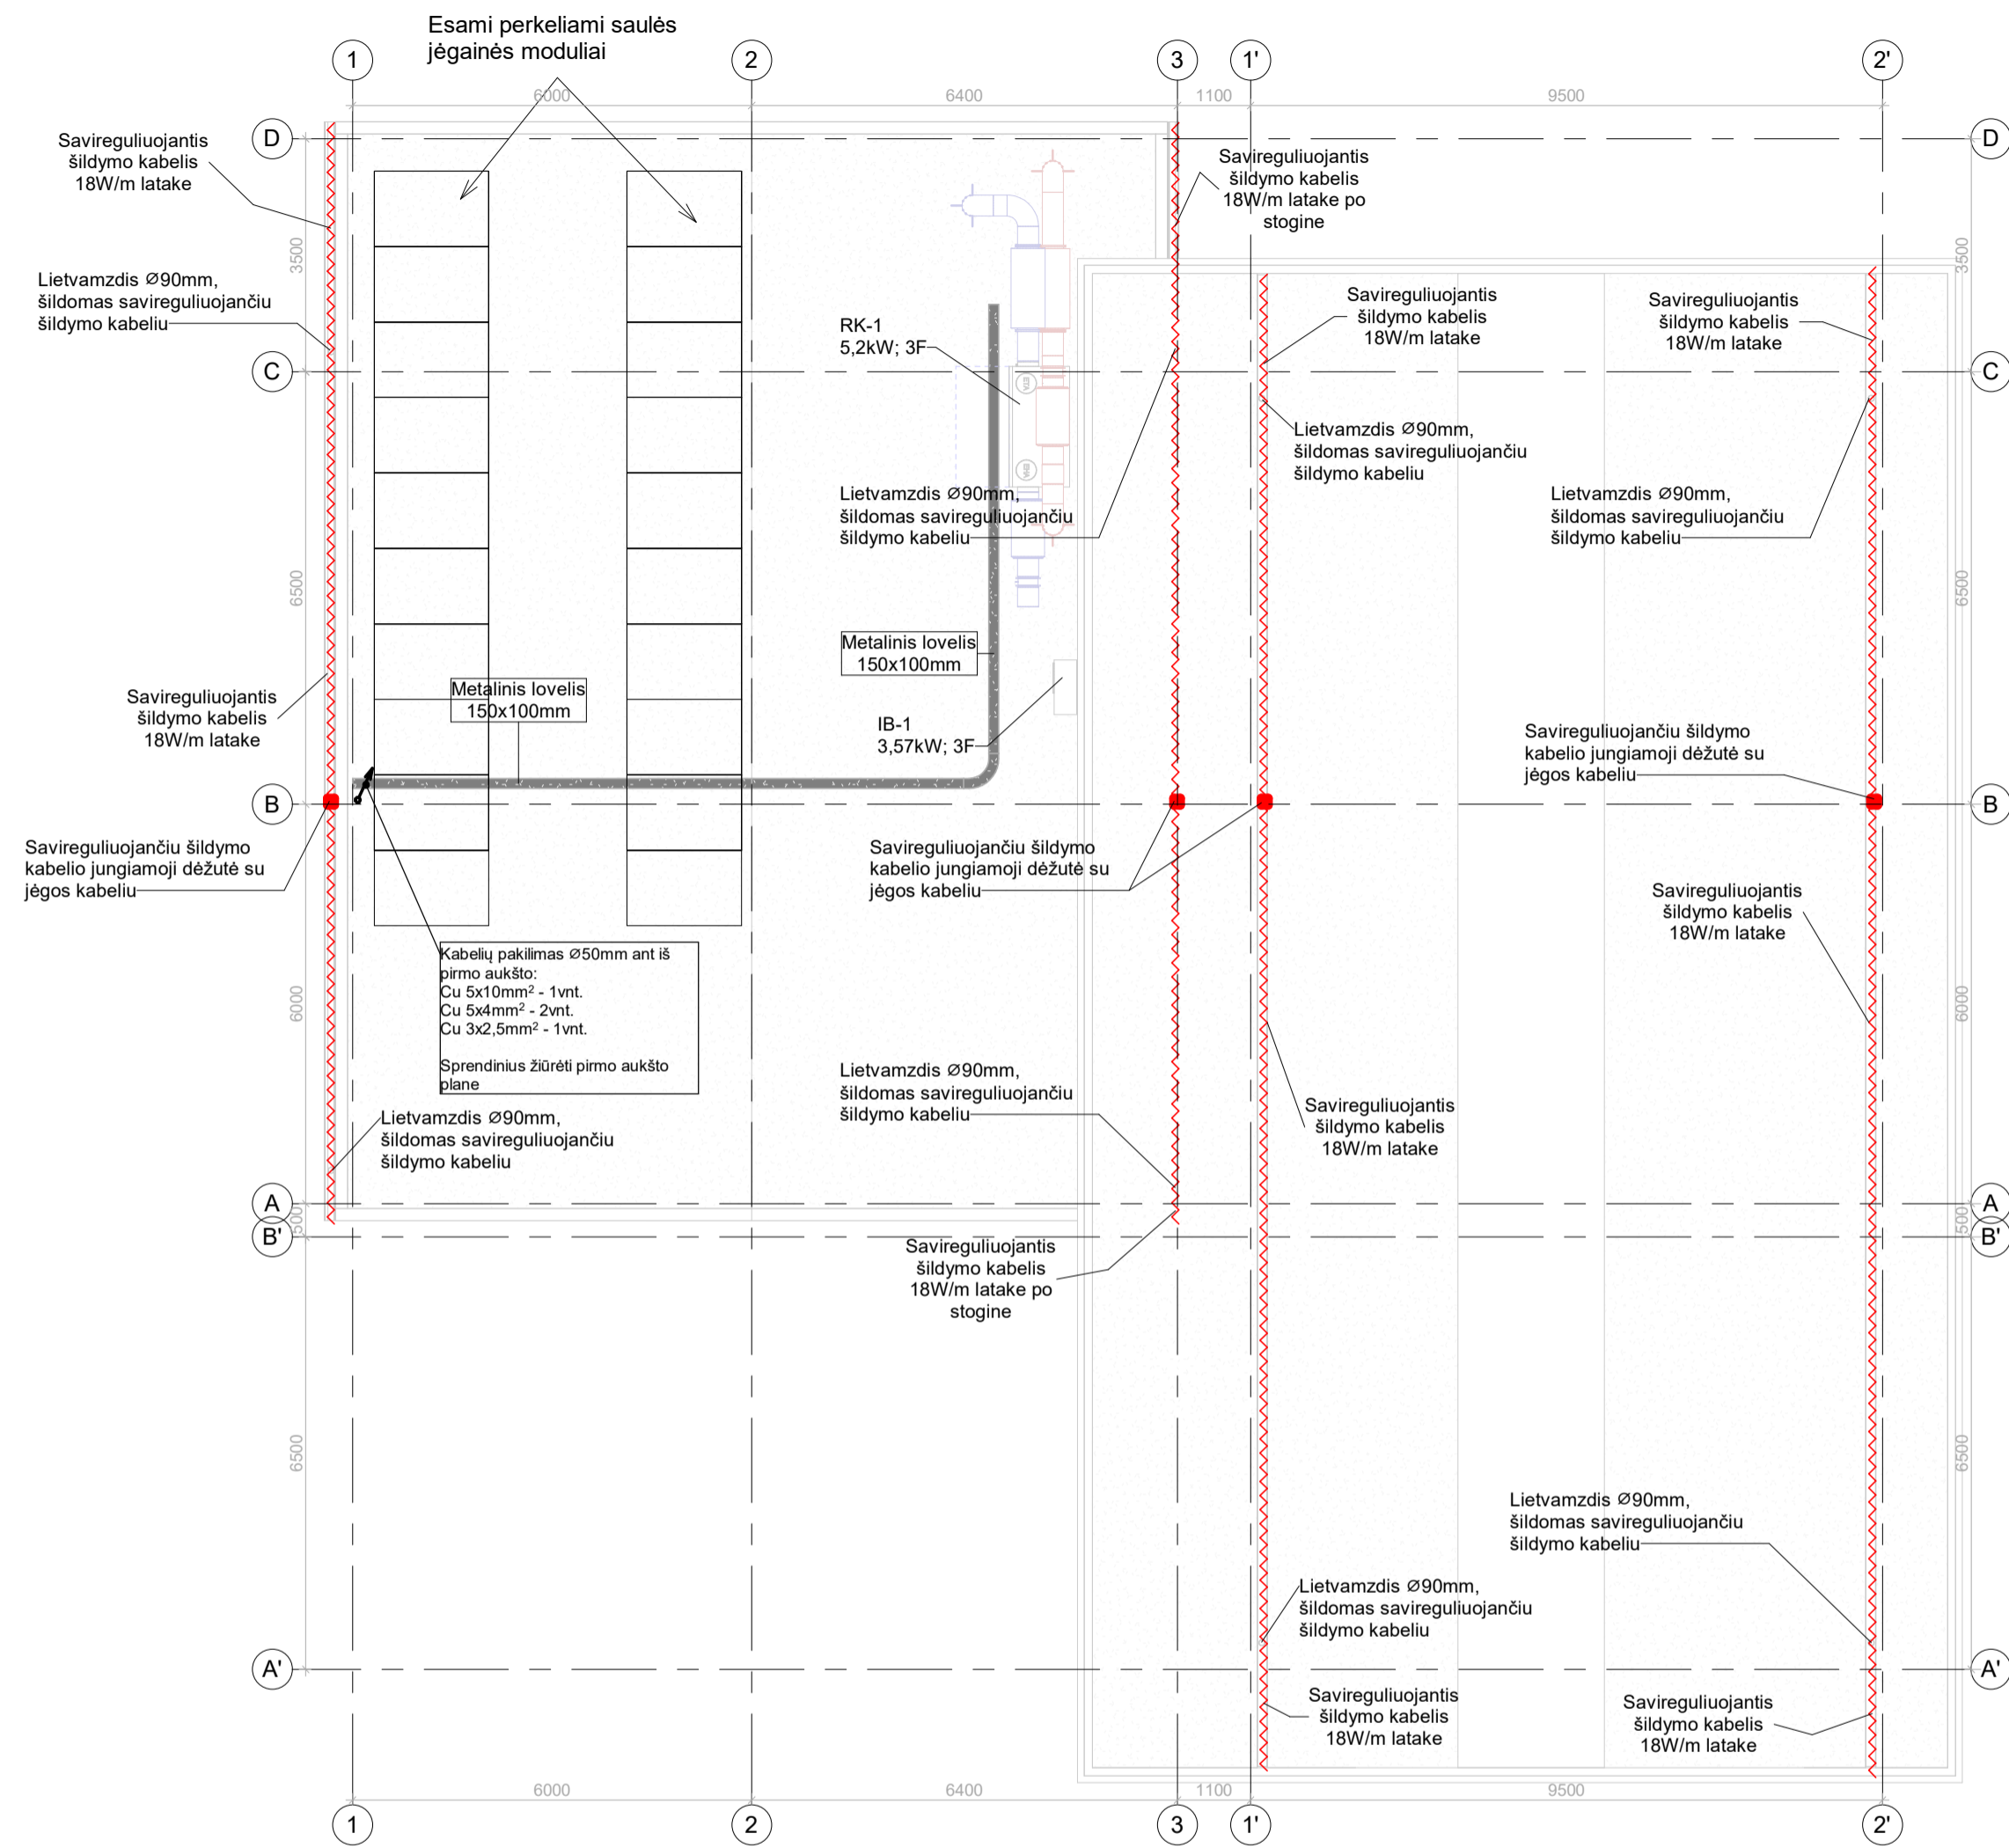 Esami perkeliami saulės
jėgainės moduliai
1
2
3
1'
2'
6000
6400
1100
9500
D
D
Savireguliuojantis
šildymo kabelis
18W/m latake
Savireguliuojantis
šildymo kabelis
18W/m latake po
stogine
3500
3500
Lietvamzdis Ø90mm,
šildomas savireguliuojančiu
šildymo kabeliu
RK-1
5,2kW; 3F
Savireguliuojantis
šildymo kabelis
18W/m latake
Savireguliuojantis
šildymo kabelis
18W/m latake
C
C
ETA
EHA
Lietvamzdis Ø90mm,
šildomas savireguliuojančiu
šildymo kabeliu
Lietvamzdis Ø90mm,
šildomas savireguliuojančiu
šildymo kabeliu
Lietvamzdis Ø90mm,
šildomas savireguliuojančiu
šildymo kabeliu
6500
6500
Metalinis lovelis
150x100mm
Metalinis lovelis
150x100mm
Savireguliuojantis
šildymo kabelis
18W/m latake
IB-1
3,57kW; 3F
Savireguliuojančiu šildymo
kabelio jungiamoji dėžutė su
jėgos kabeliu
B
B
Savireguliuojančiu šildymo
kabelio jungiamoji dėžutė su
jėgos kabeliu
Savireguliuojančiu šildymo
kabelio jungiamoji dėžutė su
jėgos kabeliu
Savireguliuojantis
šildymo kabelis
18W/m latake
Kabelių pakilimas Ø50mm ant iš
pirmo aukšto:
Cu 5x10mm² - 1vnt.
Cu 5x4mm² - 2vnt.
Cu 3x2,5mm² - 1vnt.
Sprendinius žiūrėti pirmo aukšto
plane
6000
6000
Lietvamzdis Ø90mm,
šildomas savireguliuojančiu
šildymo kabeliu
Lietvamzdis Ø90mm,
šildomas savireguliuojančiu
šildymo kabeliu
Savireguliuojantis
šildymo kabelis
18W/m latake
A
A
500
500
B'
B'
Savireguliuojantis
šildymo kabelis
18W/m latake po
stogine
6500
6500
Lietvamzdis Ø90mm,
šildomas savireguliuojančiu
šildymo kabeliu
Lietvamzdis Ø90mm,
šildomas savireguliuojančiu
šildymo kabeliu
A'
A'
Savireguliuojantis
šildymo kabelis
18W/m latake
Savireguliuojantis
šildymo kabelis
18W/m latake
6000
6400
1100
9500
1
2
3
1'
2'